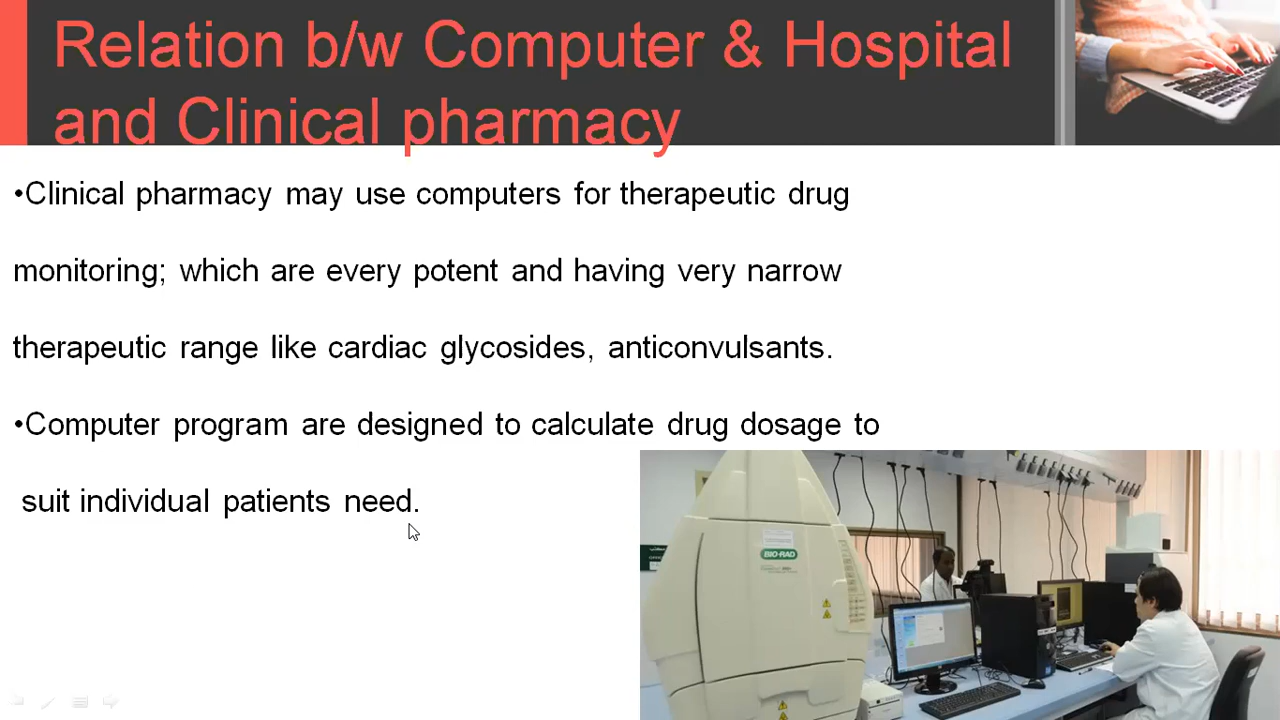 Relation b/w Computer & Hospital
and Clinical pharmacy
•Clinical pharmacy may use computers for therapeutic drug
monitoring; which are every potent and having very narrow
therapeutic range like cardiac glycosides, anticonvulsants.
•Computer program are designed to calculate drug dosage to
suit individual patients need.
BIO-RAD